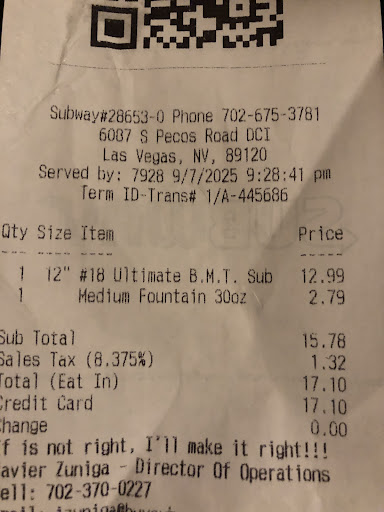 Subway#28653-0 Phone 702-675-3781
6087 S Pecos Road DCI
Las Vegas, NV, 89120
Served by: 7928 9/7/2025 9:28:41 pm
Term ID-Trans# 1/A-445686
Qty Size Item Price
1 12" #18 Ultimate B.M.T. Sub 12.99
1 Medium Fountain 30oz 2.79
Sub Total 15.78
Sales Tax (8.375%) 1.32
Total (Eat In) 17.10
Credit Card 17.10
Change 0.00
f is not right, I'll make it right!!!
avier Zuniga - Director Of Operations
ell: 702-370-0227